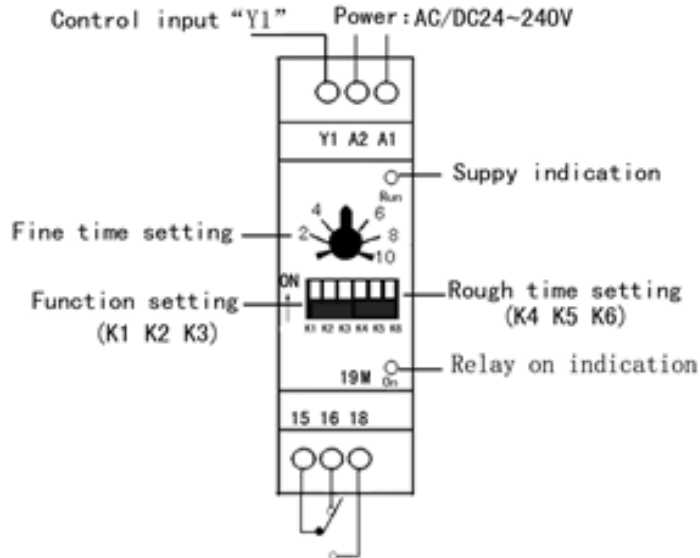 Control input “Y1” Power: AC/DC24~240V
Y1 A2 A1
Suppy indication
Run
4 6
Fine time setting 2 8
10
ON
Function setting
(K1 K2 K3)
Rough time setting
(K4 K5 K6)
K1 K2 K3 K4 K5 K6
Relay on indication
19M On
15 16 18